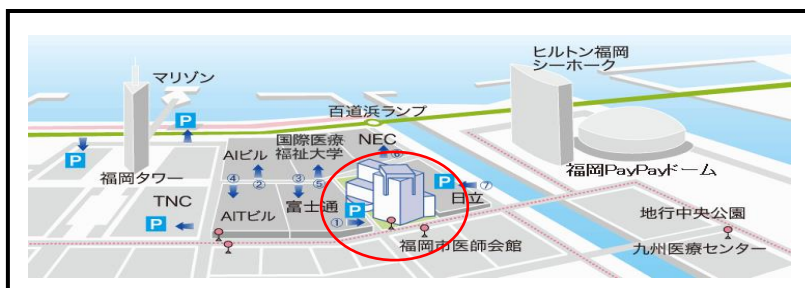 ヒルトン福岡
シーホーク
マリゾン
百道浜ランプ
P
国際医療
福祉大学
NEC
⑥
P
AIビル
福岡タワー
④
②
③
⑤
P
⑦
日立
福岡PayPayドーム
TNC
P
AITビル
富士通
P
①
福岡市医師会館
地行中央公園
九州医療センター